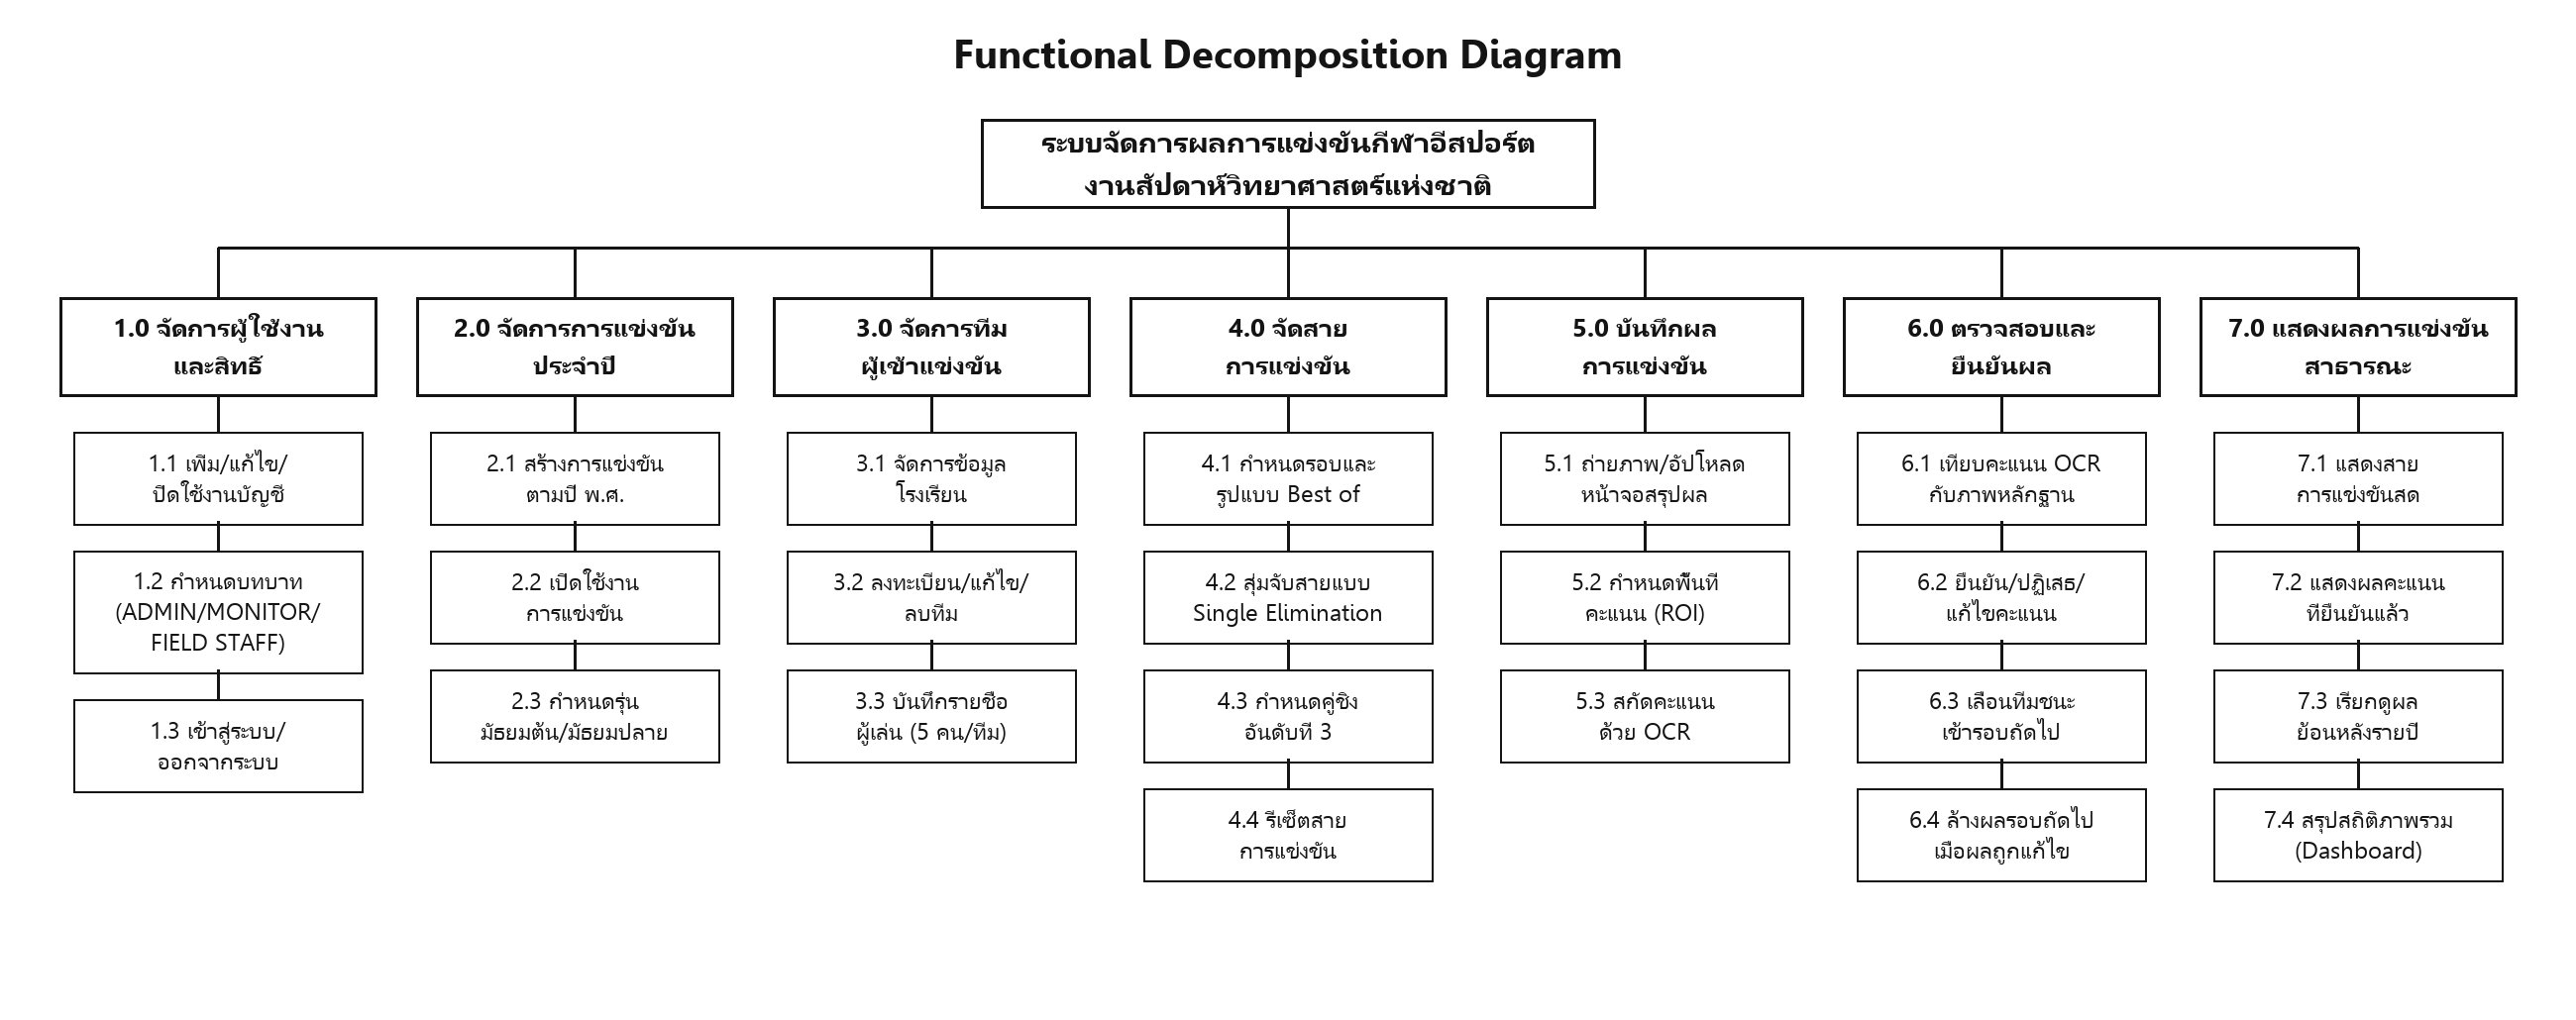 Functional Decomposition Diagram
ระบบจัดการผลการแข่งขันกีฬาอีสปอร์ต
งานสัปดาห์วิทยาศาสตร์แห่งชาติ
1.0 จัดการผู้ใช้งาน
และสิทธิ์
1.1 เพิ่ม/แก้ไข/
ปิดใช้งานบัญชี
1.2 กำหนดบทบาท
(ADMIN/MONITOR/
FIELD STAFF)
1.3 เข้าสู่ระบบ/
ออกจากระบบ
2.0 จัดการการแข่งขัน
ประจำปี
2.1 สร้างการแข่งขัน
ตามปี พ.ศ.
2.2 เปิดใช้งาน
การแข่งขัน
2.3 กำหนดรุ่น
มัธยมต้น/มัธยมปลาย
3.0 จัดการทีม
ผู้เข้าแข่งขัน
3.1 จัดการข้อมูล
โรงเรียน
3.2 ลงทะเบียน/แก้ไข/
ลบทีม
3.3 บันทึกรายชื่อ
ผู้เล่น (5 คน/ทีม)
4.0 จัดสาย
การแข่งขัน
4.1 กำหนดรอบและ
รูปแบบ Best of
4.2 สุ่มจับสายแบบ
Single Elimination
4.3 กำหนดคู่ชิง
อันดับที่ 3
4.4 รีเซ็ตสาย
การแข่งขัน
5.0 บันทึกผล
การแข่งขัน
5.1 ถ่ายภาพ/อัปโหลด
หน้าจอสรุปผล
5.2 กำหนดพื้นที่
คะแนน (ROI)
5.3 สกัดคะแนน
ด้วย OCR
6.0 ตรวจสอบและ
ยืนยันผล
6.1 เทียบคะแนน OCR
กับภาพหลักฐาน
6.2 ยืนยัน/ปฏิเสธ/
แก้ไขคะแนน
6.3 เลื่อนทีมชนะ
เข้ารอบถัดไป
6.4 ล้างผลรอบถัดไป
เมื่อผลถูกแก้ไข
7.0 แสดงผลการแข่งขัน
สาธารณะ
7.1 แสดงสาย
การแข่งขันสด
7.2 แสดงผลคะแนน
ที่ยืนยันแล้ว
7.3 เรียกดูผล
ย้อนหลังรายปี
7.4 สรุปสถิติภาพรวม
(Dashboard)